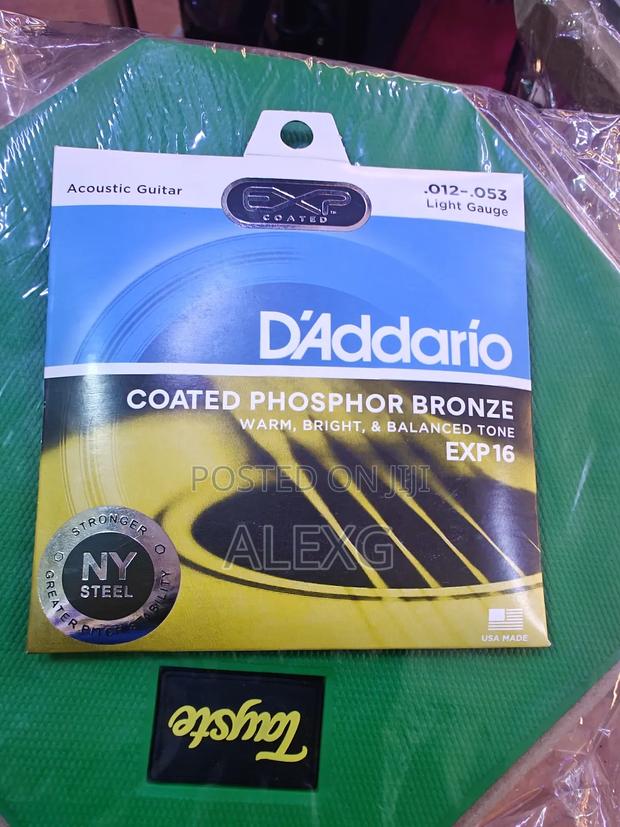 Acoustic Guitar
EXP™
COATED
.012-.053
Light Gauge
D'Addario
COATED PHOSPHOR BRONZE
WARM, BRIGHT, & BALANCED TONE
EXP16
POSTED ON JIJI
ALEXG
STRONGER
NY
STEEL
GREATER PITCH STABILITY
USA MADE
Tayste